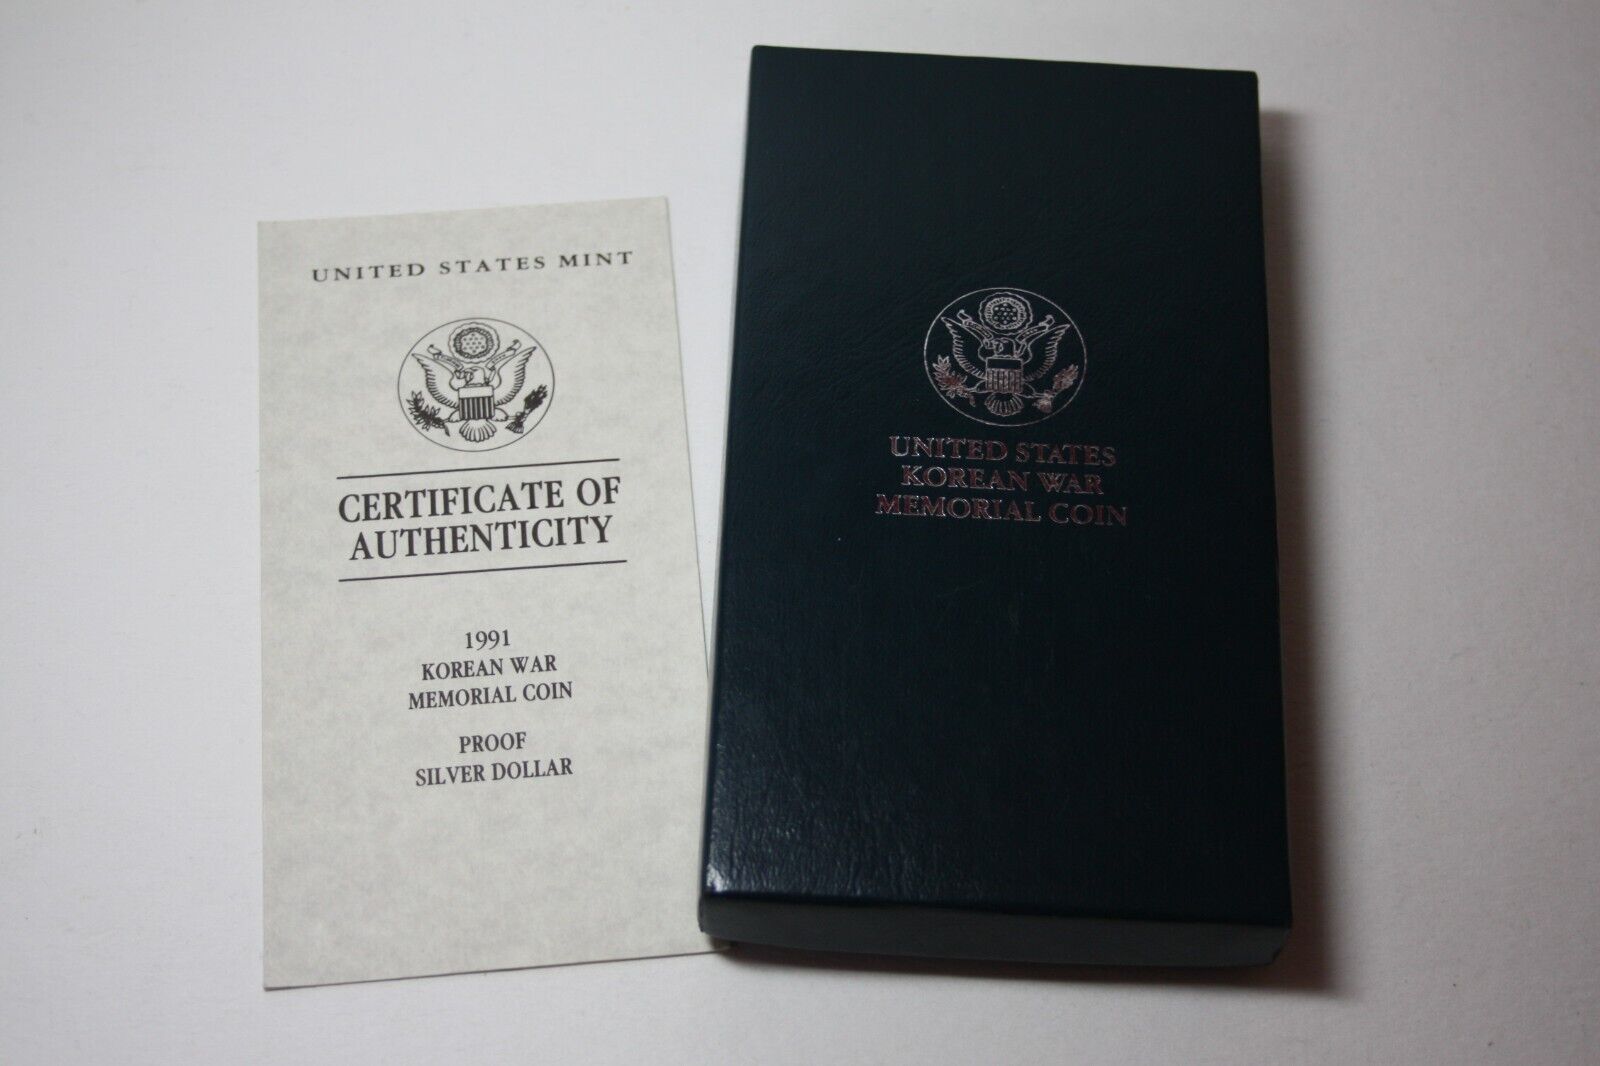 UNITED STATES MINT
CERTIFICATE OF
AUTHENTICITY
1991
KOREAN WAR
MEMORIAL COIN
PROOF
SILVER DOLLAR
UNITED STATES
KOREAN WAR
MEMORIAL COIN